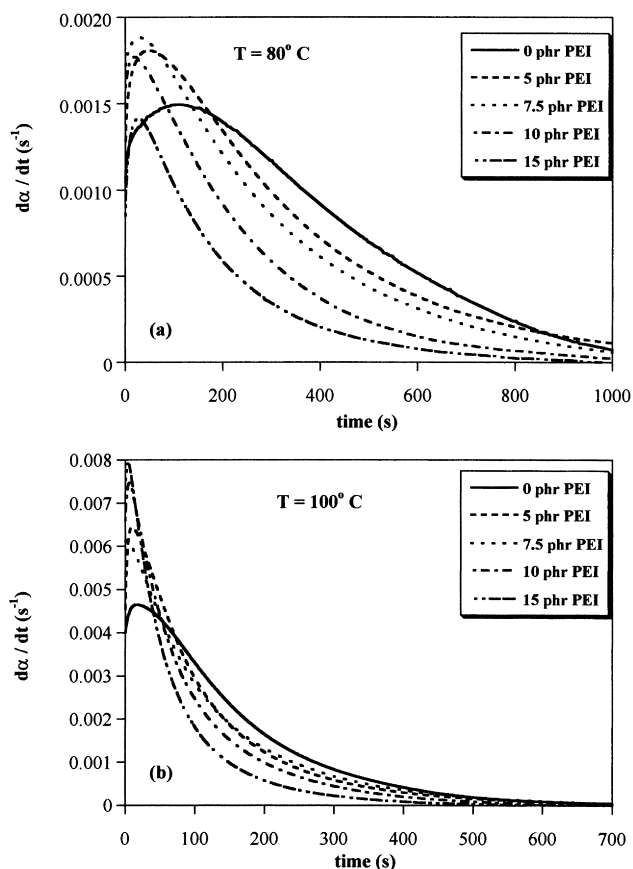 0.0020
0.0015
0.0010
0.0005
0
dα / dt (s⁻¹)
T = 80° C
0 phr PEI
5 phr PEI
7.5 phr PEI
10 phr PEI
15 phr PEI
(a)
0 200 400 600 800 1000
time (s)
0.008
0.007
0.006
0.005
0.004
0.003
0.002
0.001
0
dα / dt (s⁻¹)
T = 100° C
0 phr PEI
5 phr PEI
7.5 phr PEI
10 phr PEI
15 phr PEI
(b)
0 100 200 300 400 500 600 700
time (s)